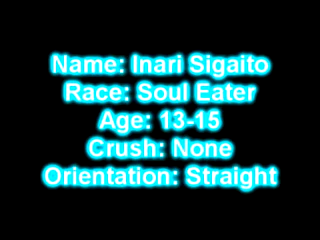 Name: Inari Sigaito
Race: Soul Eater
Age: 13-15
Crush: None
Orientation: Straight